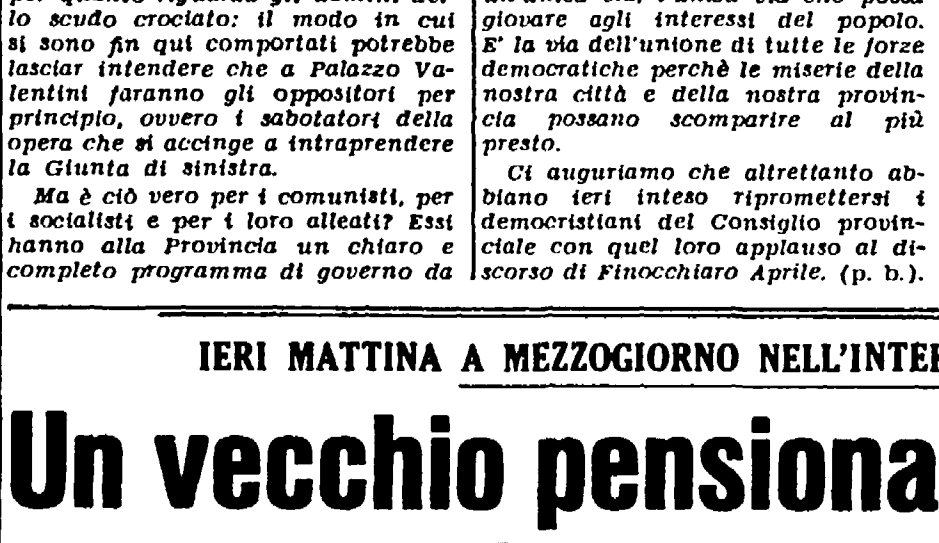 lo scudo crociato: il modo in cui
si sono fin qui comportati potrebbe
lasciar intendere che a Palazzo Va-
lentini faranno gli oppositori per
principio, ovvero i sabotatori della
opera che si accinge a intraprendere
la Giunta di sinistra.
Ma è ciò vero per i comunisti, per
i socialisti e per i loro alleati? Essi
hanno alla Provincia un chiaro e
completo programma di governo da
giovare agli interessi del popolo.
E' la via dell'unione di tutte le forze
democratiche perchè le miserie della
nostra città e della nostra provin-
cia possano scomparire al più
presto.
Ci auguriamo che altrettanto ab-
biano ieri inteso ripromettersi i
democristiani del Consiglio provin-
ciale con quel loro applauso al di-
scorso di Finocchiaro Aprile. (p. b.).
IERI MATTINA A MEZZOGIORNO NELL'INTE
Un vecchio pensiona